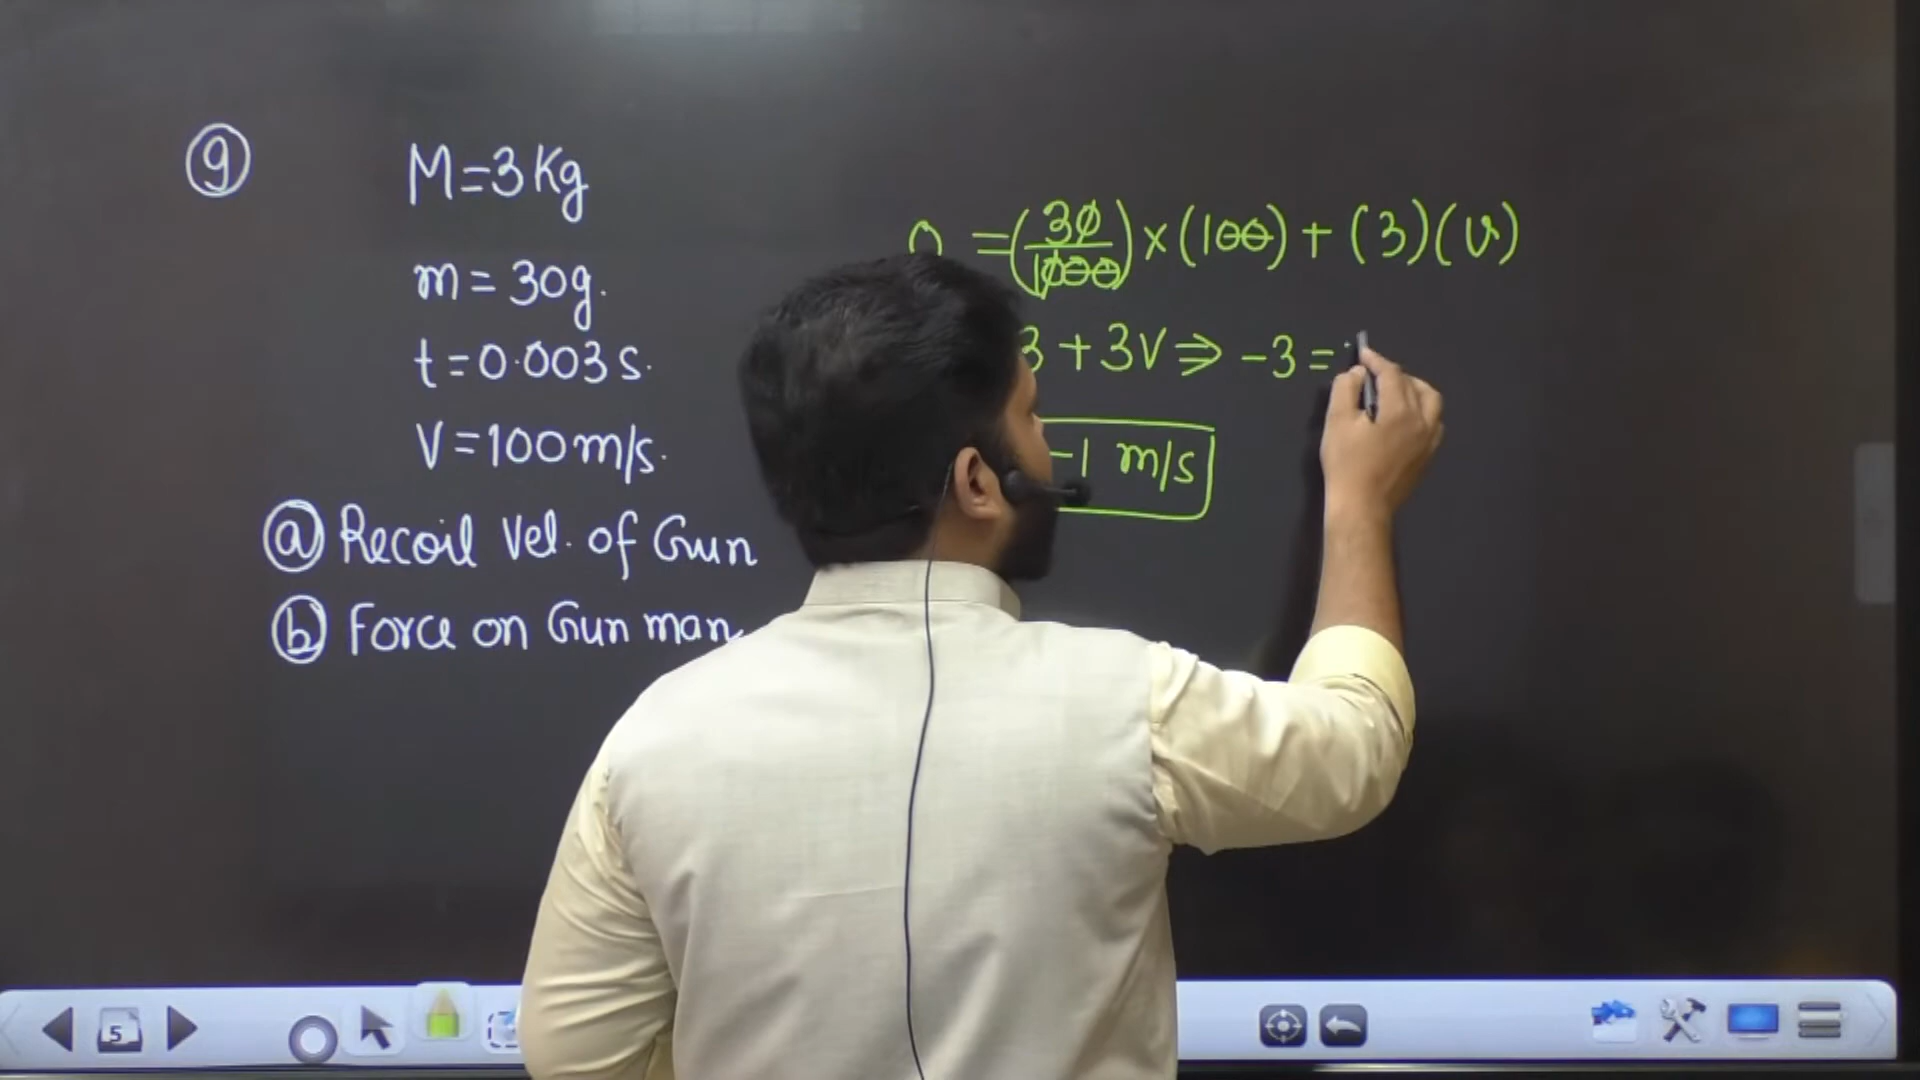 9
M=3Kg
m=30g.
t=0.003s.
V=100m/s.
a Recoil Vel. of Gun
b Force on Gun man
0 = (30/1000)×(100)+(3)(v)
3+3V⇒ -3=
-1 m/s
5